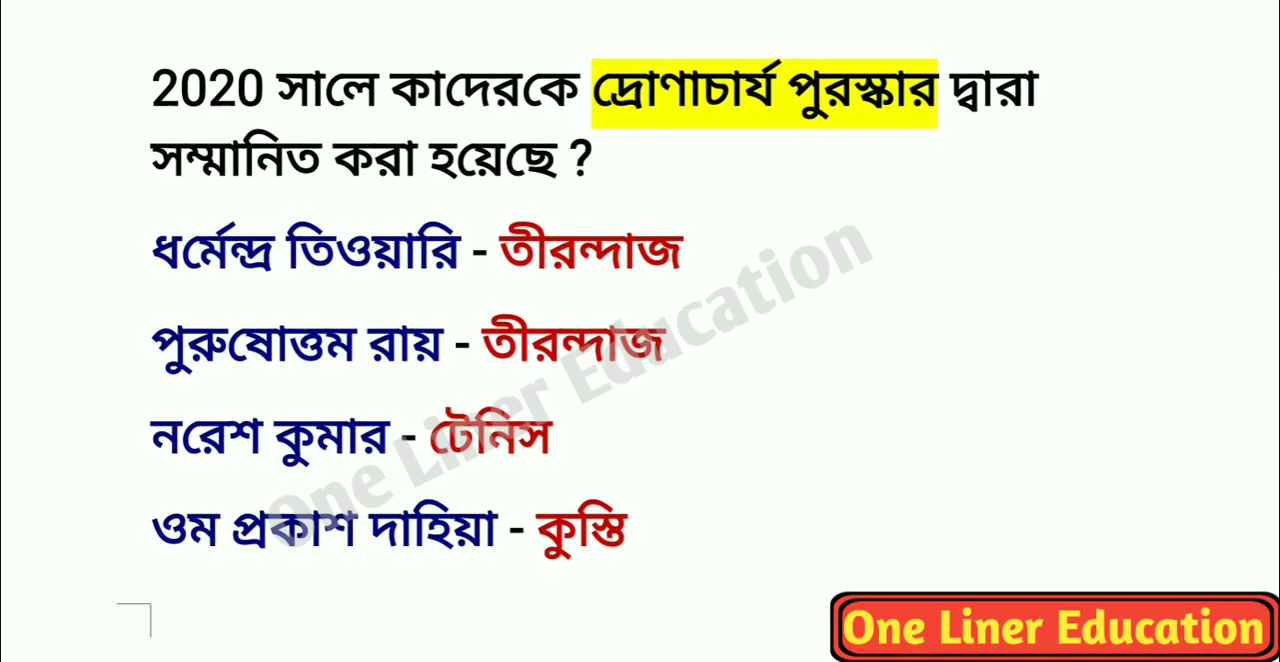 2020 সালে কাদেরকে দ্রোণাচার্য পুরস্কার দ্বারা
সম্মানিত করা হয়েছে ?
ধর্মেন্দ্র তিওয়ারি - তীরন্দাজ
পুরুষোত্তম রায় - তীরন্দাজ
নরেশ কুমার - টেনিস
ওম প্রকাশ দাহিয়া - কুস্তি
One Liner Education
One Liner Education